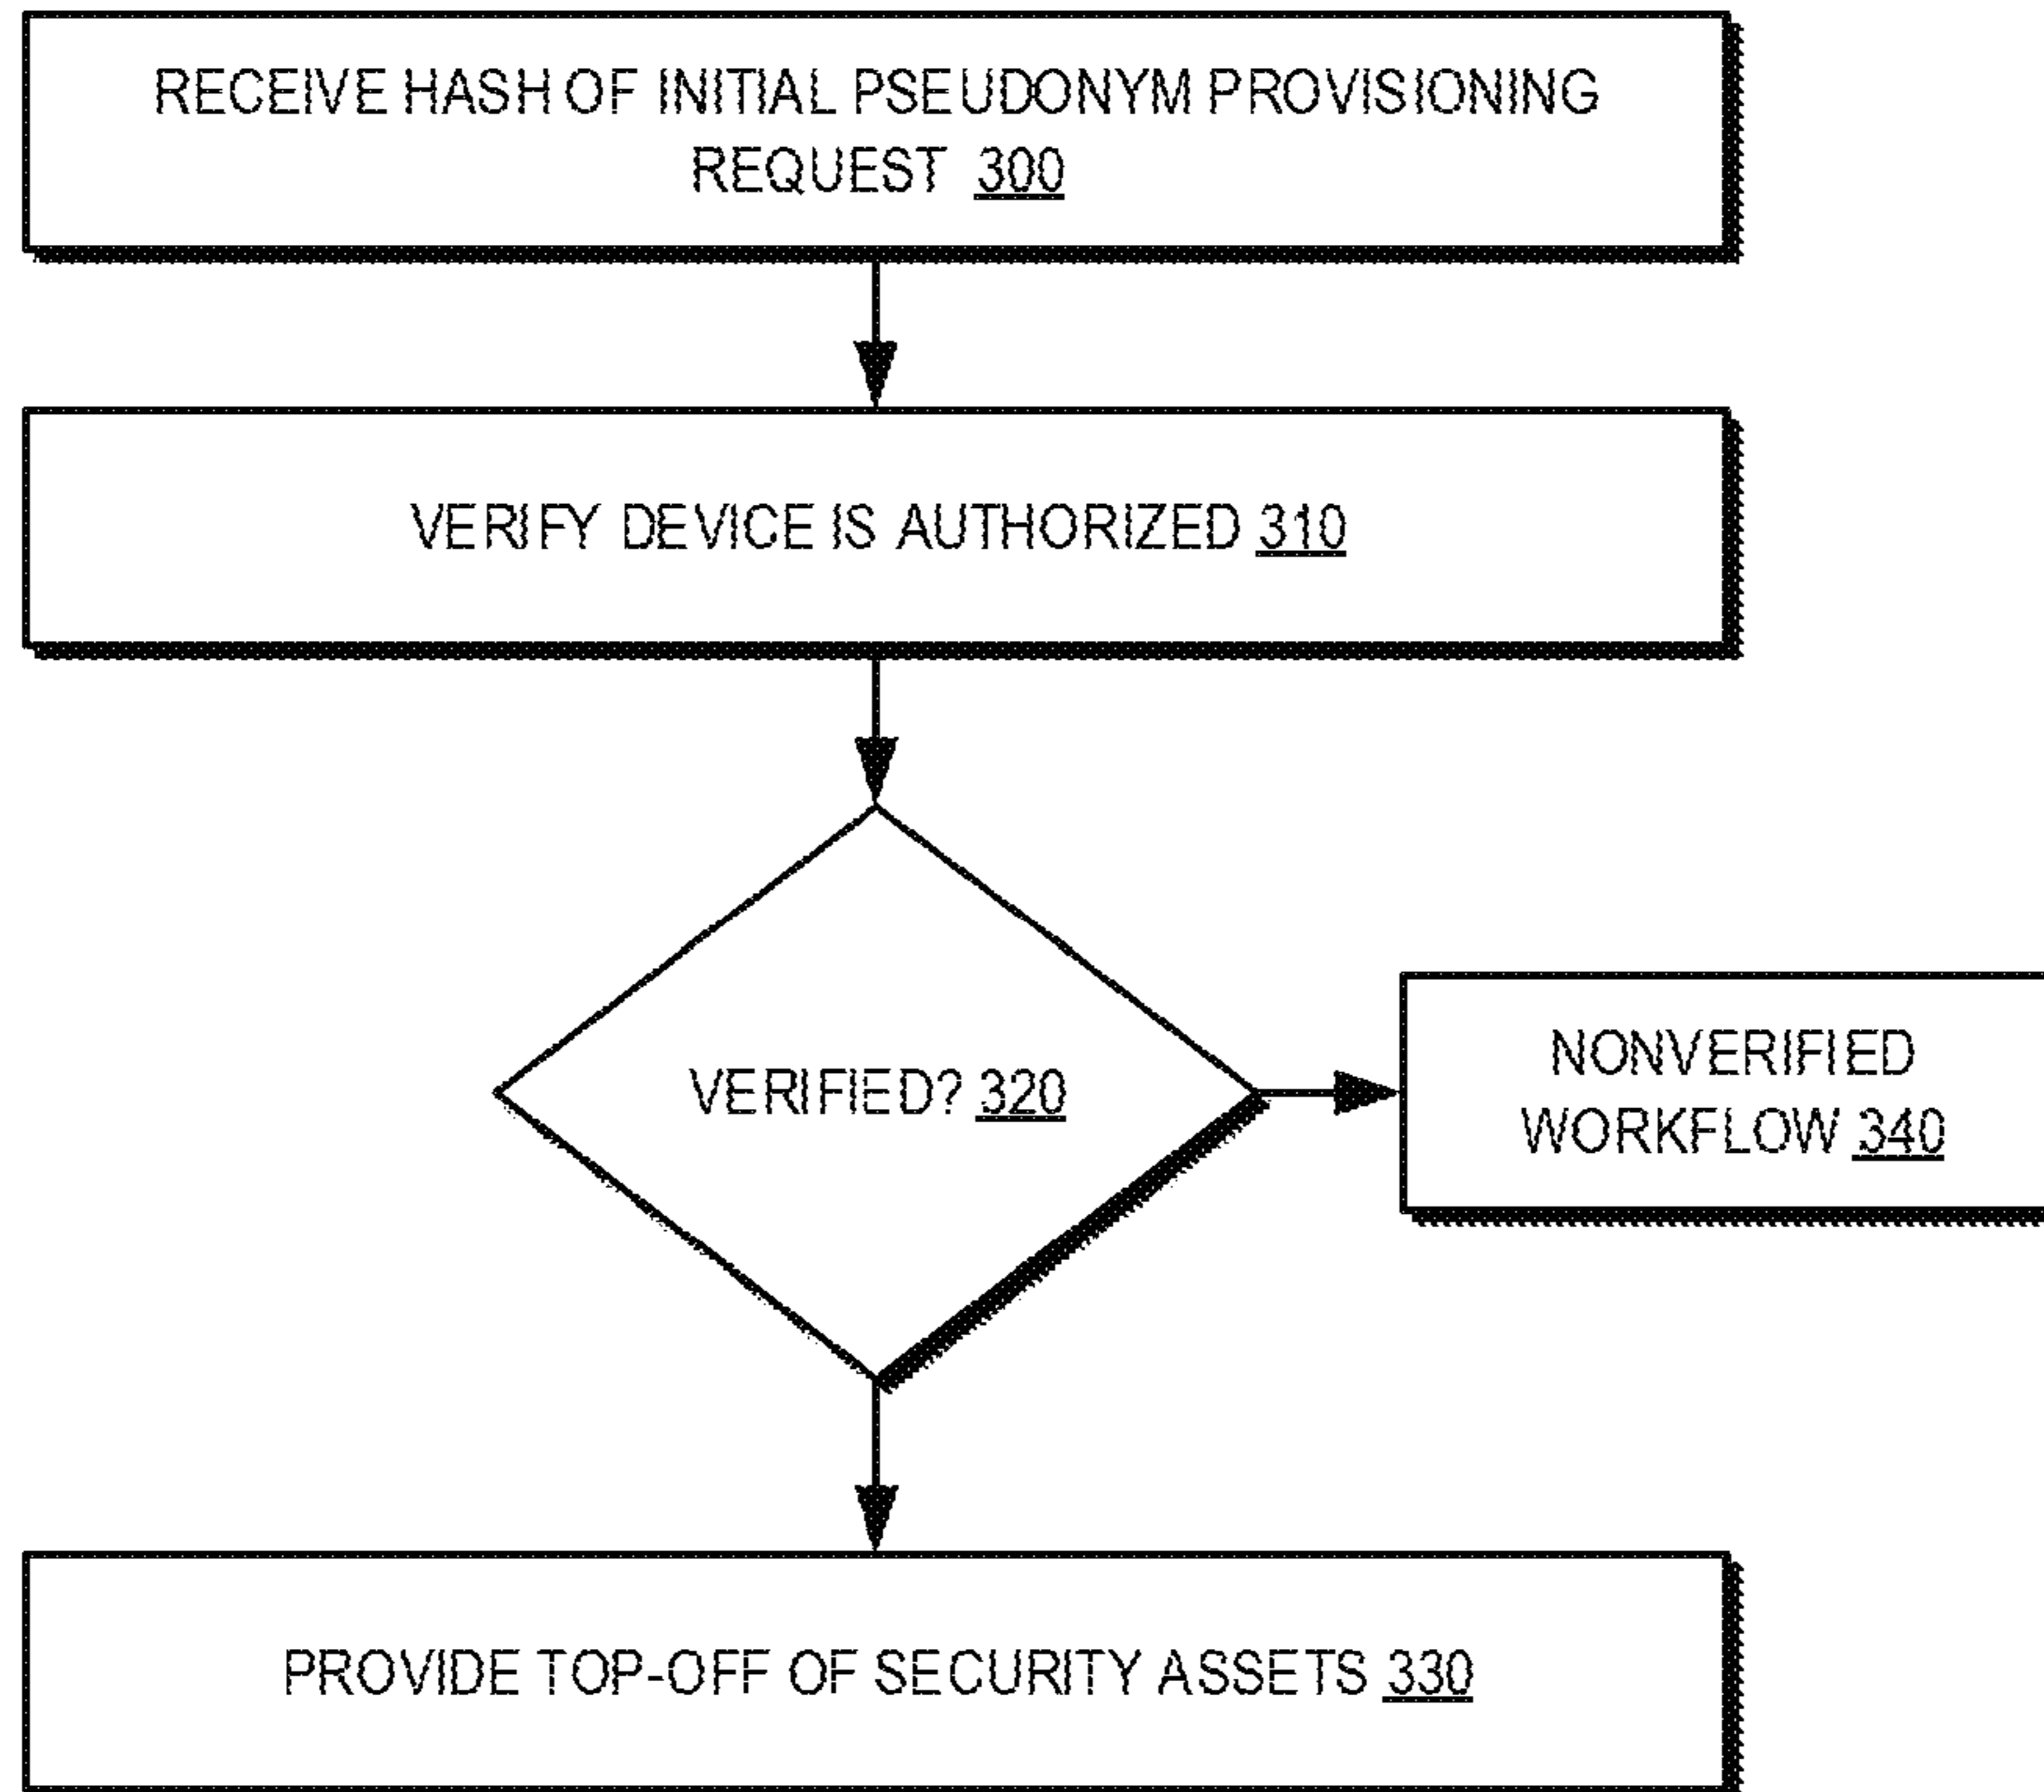 RECEIVE HASH OF INITIAL PSEUDONYM PROVISIONING
REQUEST 300
VERIFY DEVICE IS AUTHORIZED 310
VERIFIED? 320
NONVERIFIED
WORKFLOW 340
PROVIDE TOP-OFF OF SECURITY ASSETS 330